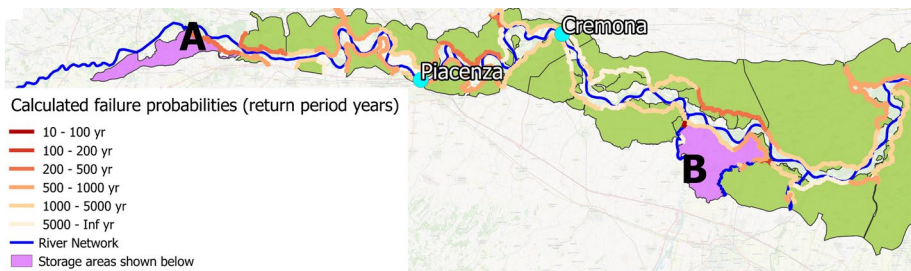 A
Cremona
Piacenza
B
Calculated failure probabilities (return period years)
10 - 100 yr
100 - 200 yr
200 - 500 yr
500 - 1000 yr
1000 - 5000 yr
5000 - Inf yr
River Network
Storage areas shown below